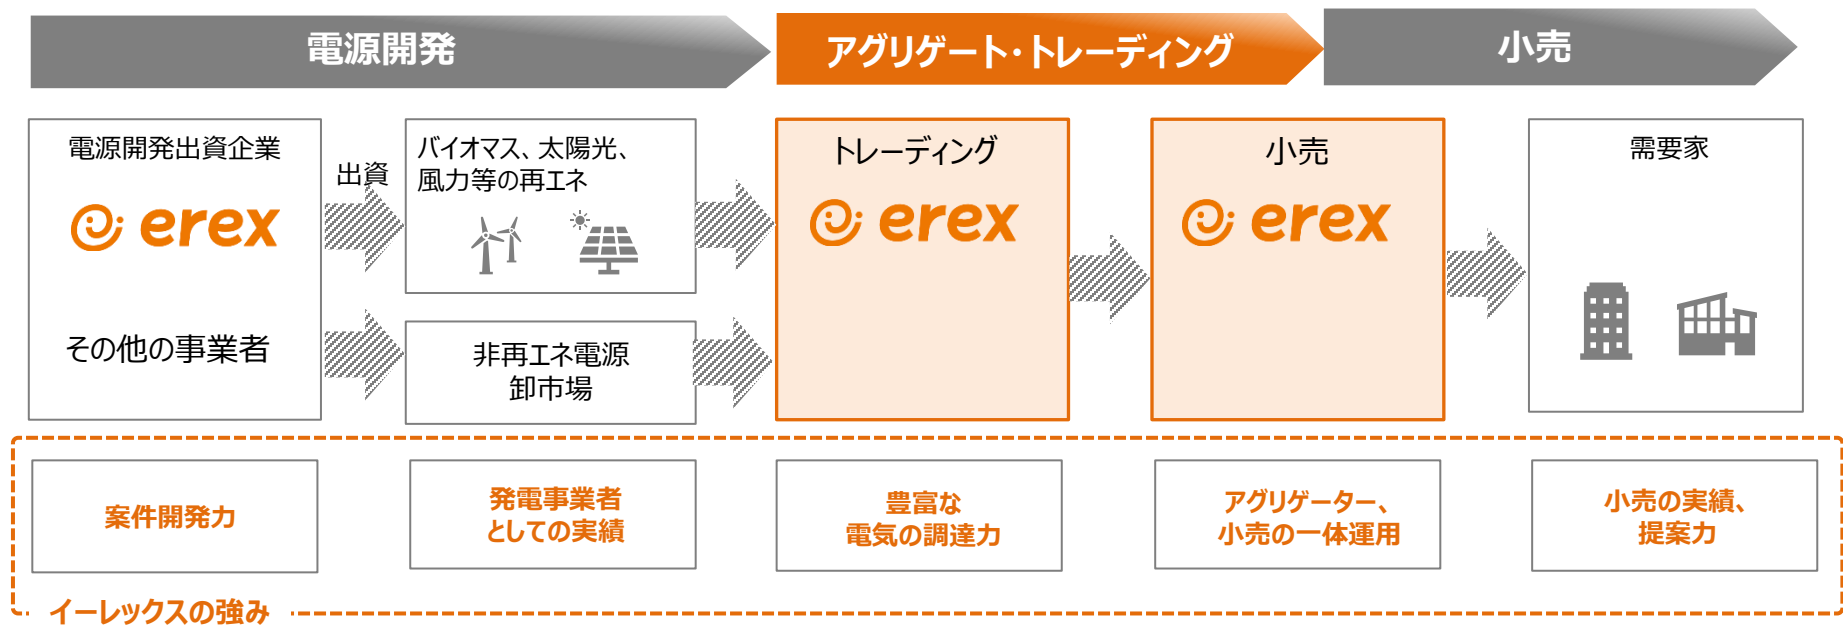 電源開発
アグリゲート・トレーディング
小売
電源開発出資企業
erex
その他の事業者
出資
バイオマス、太陽光、
風力等の再エネ
非再エネ電源
卸市場
トレーディング
erex
小売
erex
需要家
案件開発力
発電事業者
としての実績
豊富な
電気の調達力
アグリゲーター、
小売の一体運用
小売の実績、
提案力
イーレックスの強み